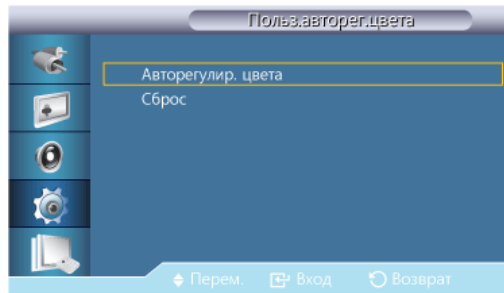 Польз.авторег.цвета
Авторегулир. цвета
Сброс
Перем. Вход Возврат